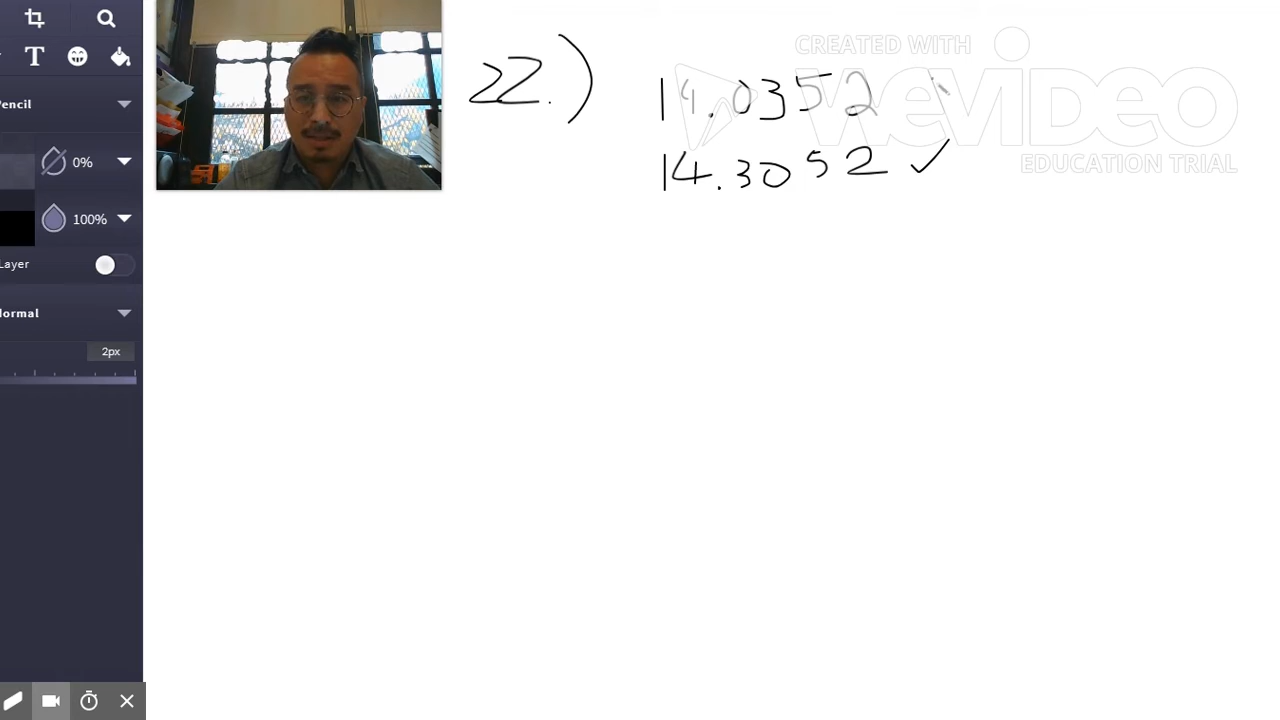 T
Pencil
0%
100%
Layer
Normal
2px
22.)
14.0352
14.3052 ✓
CREATED WITH
WEVIDEO
EDUCATION TRIAL